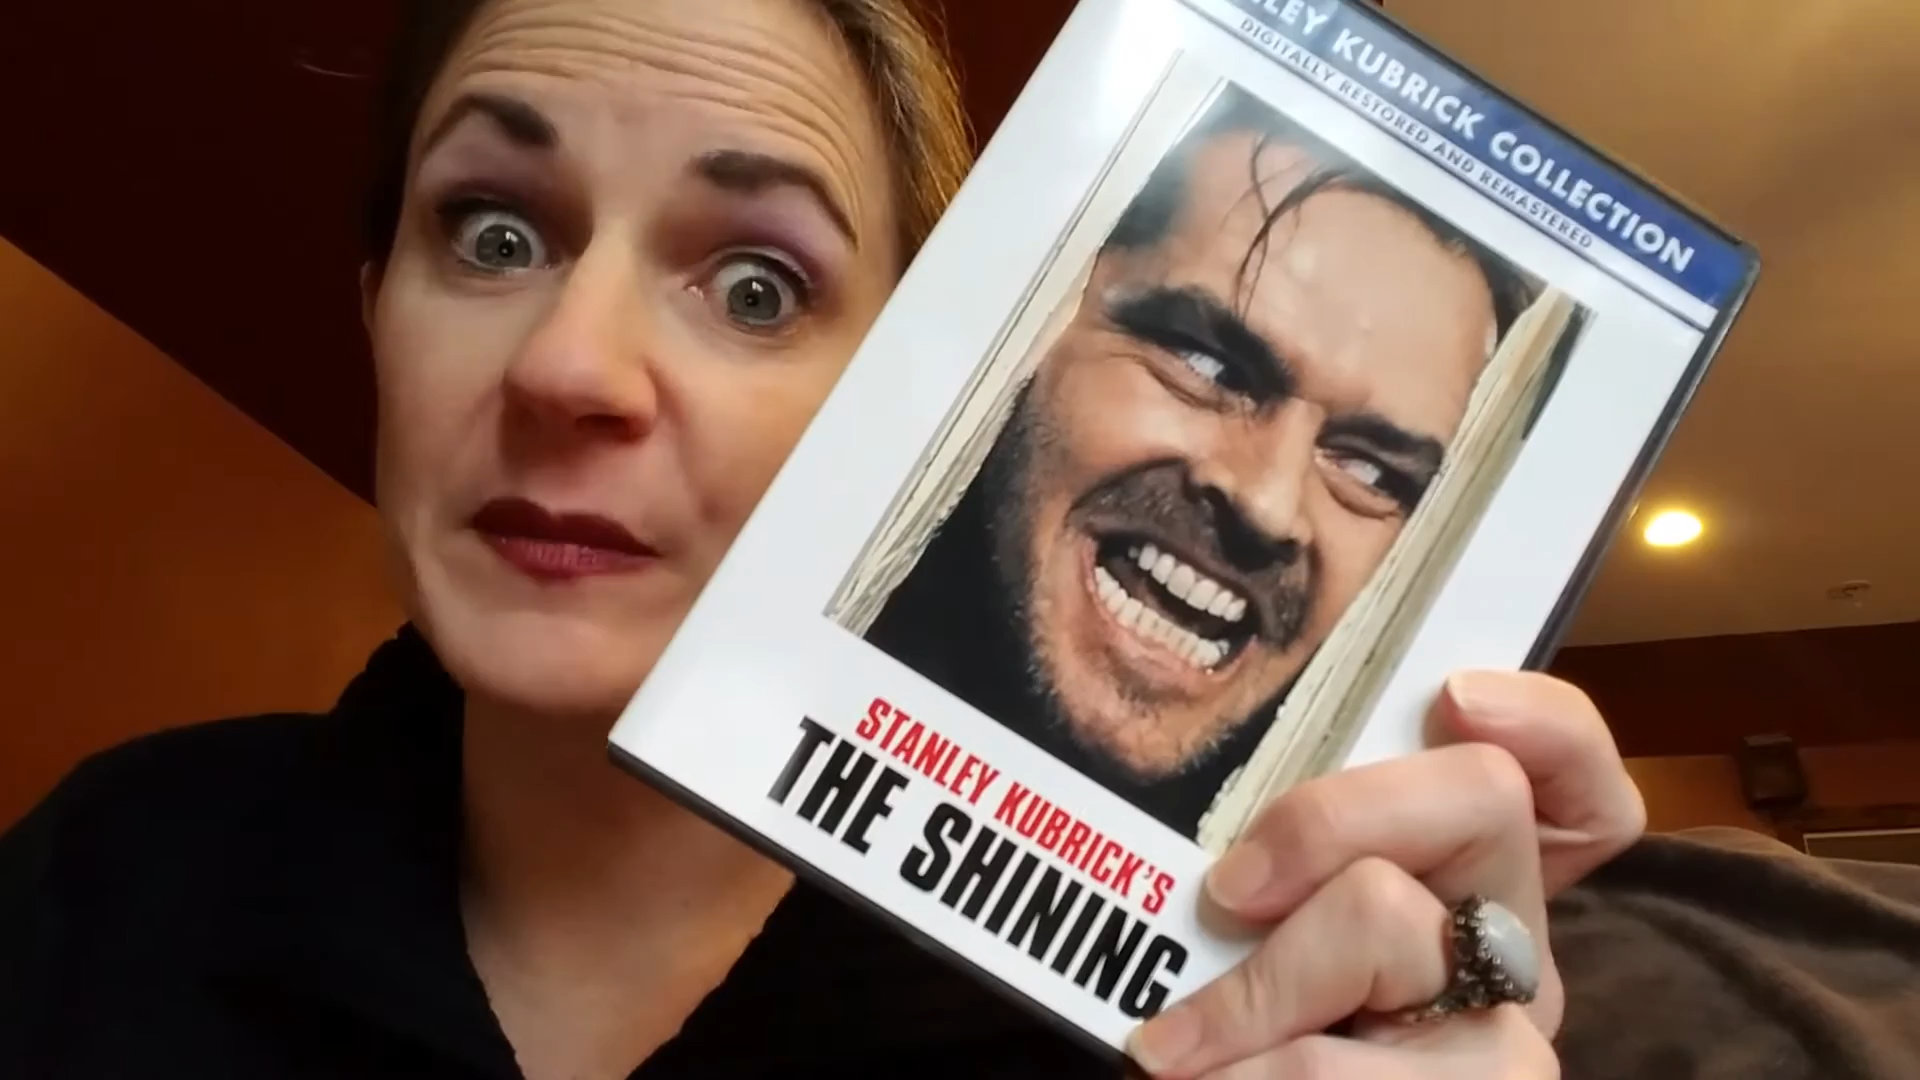 KUBRICK COLLECTION
DIGITALLY RESTORED AND REMASTERED
STANLEY KUBRICK'S
THE SHINING